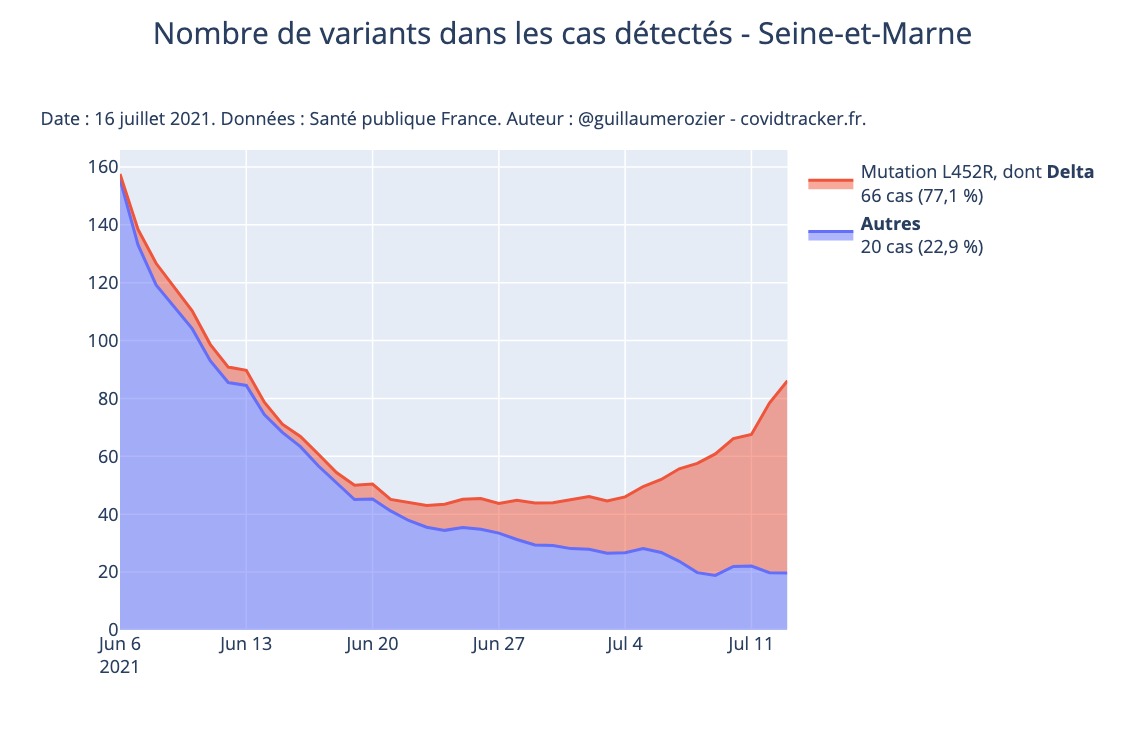 Nombre de variants dans les cas détectés - Seine-et-Marne
Date : 16 juillet 2021. Données : Santé publique France. Auteur : @guillaumerozier - covidtracker.fr.
160
140
120
100
80
60
40
20
0
Jun 6
2021
Jun 13
Jun 20
Jun 27
Jul 4
Jul 11
Mutation L452R, dont Delta
66 cas (77,1 %)
Autres
20 cas (22,9 %)